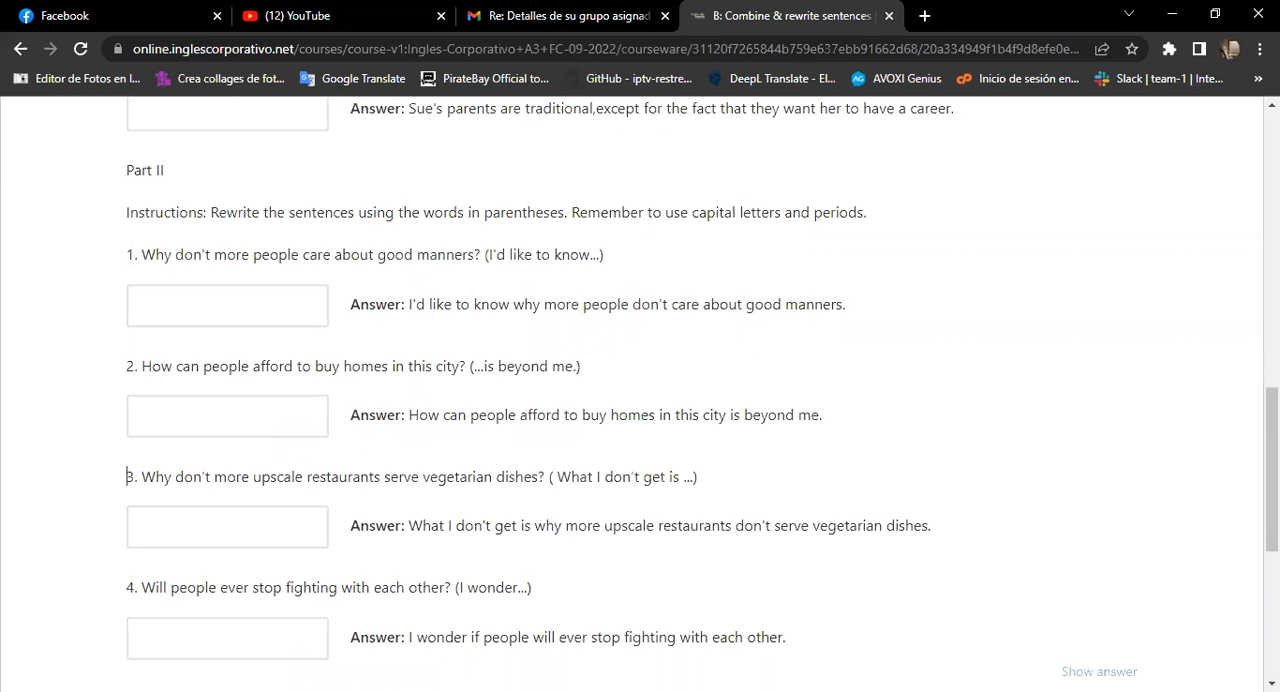 Facebook
(12) YouTube
Re: Detalles de su grupo asignad
B: Combine & rewrite sentences
online.inglescorporativo.net/courses/course-v1:Ingles-Corporativo+A3+FC-09-2022/courseware/31120f7265844b759e637ebb91662d68/20a334949f1b4f9d8efe0e...
Editor de Fotos en l...
Crea collages de fot...
Google Translate
PirateBay Official to...
GitHub - iptv-restre...
DeepL Translate - El...
AVOXI Genius
Inicio de sesión en...
Slack | team-1 | Inte...
»
Answer: Sue's parents are traditional,except for the fact that they want her to have a career.
Part II
Instructions: Rewrite the sentences using the words in parentheses. Remember to use capital letters and periods.
1. Why don't more people care about good manners? (I'd like to know...)
Answer: I'd like to know why more people don't care about good manners.
2. How can people afford to buy homes in this city? (...is beyond me.)
Answer: How can people afford to buy homes in this city is beyond me.
3. Why don't more upscale restaurants serve vegetarian dishes? ( What I don't get is ...)
Answer: What I don't get is why more upscale restaurants don't serve vegetarian dishes.
4. Will people ever stop fighting with each other? (I wonder...)
Answer: I wonder if people will ever stop fighting with each other.
Show answer